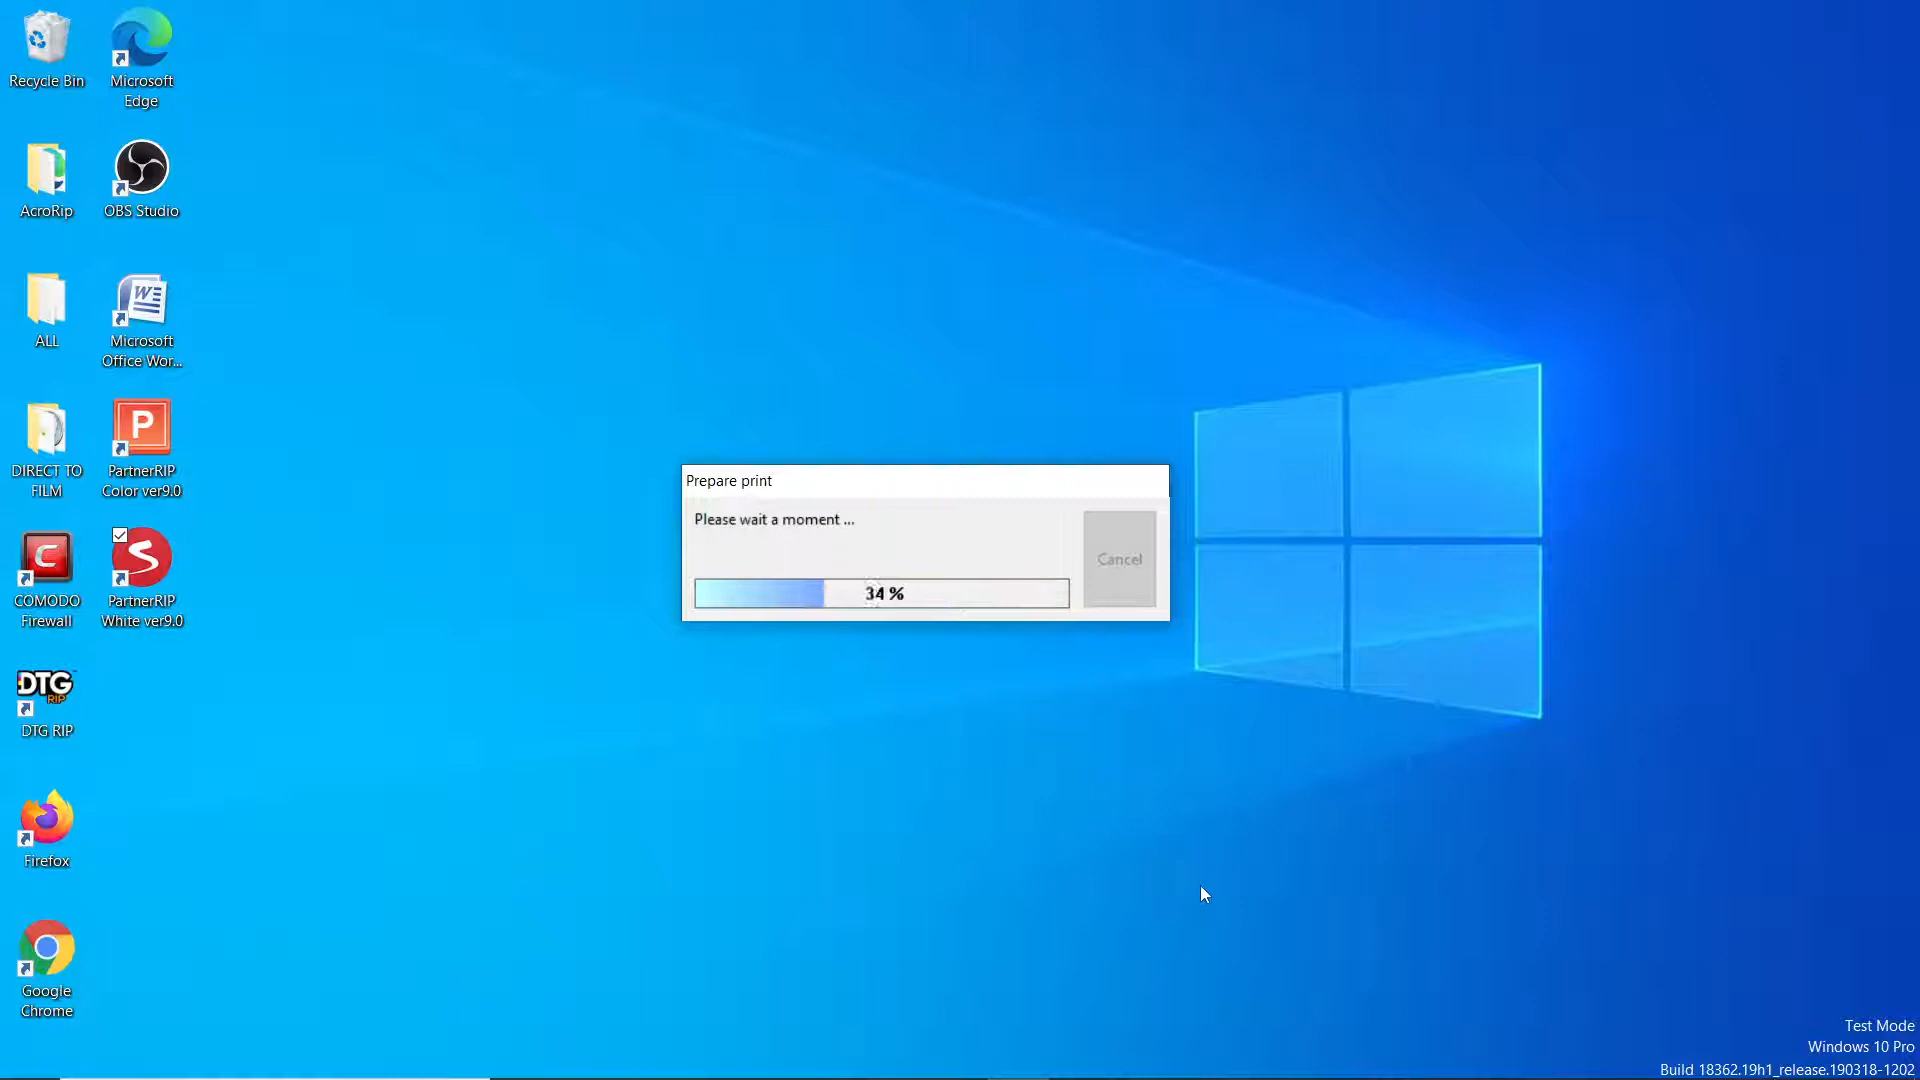 Recycle Bin
Microsoft
Edge
AcroRip
OBS Studio
ALL
W
Microsoft
Office Wor...
DIRECT TO
FILM
P
PartnerRIP
Color ver9.0
C
COMODO
Firewall
S
PartnerRIP
White ver9.0
DTG
RIP
DTG RIP
Firefox
Google
Chrome
Prepare print
Please wait a moment ...
Cancel
34 %
Test Mode
Windows 10 Pro
Build 18362.19h1_release.190318-1202